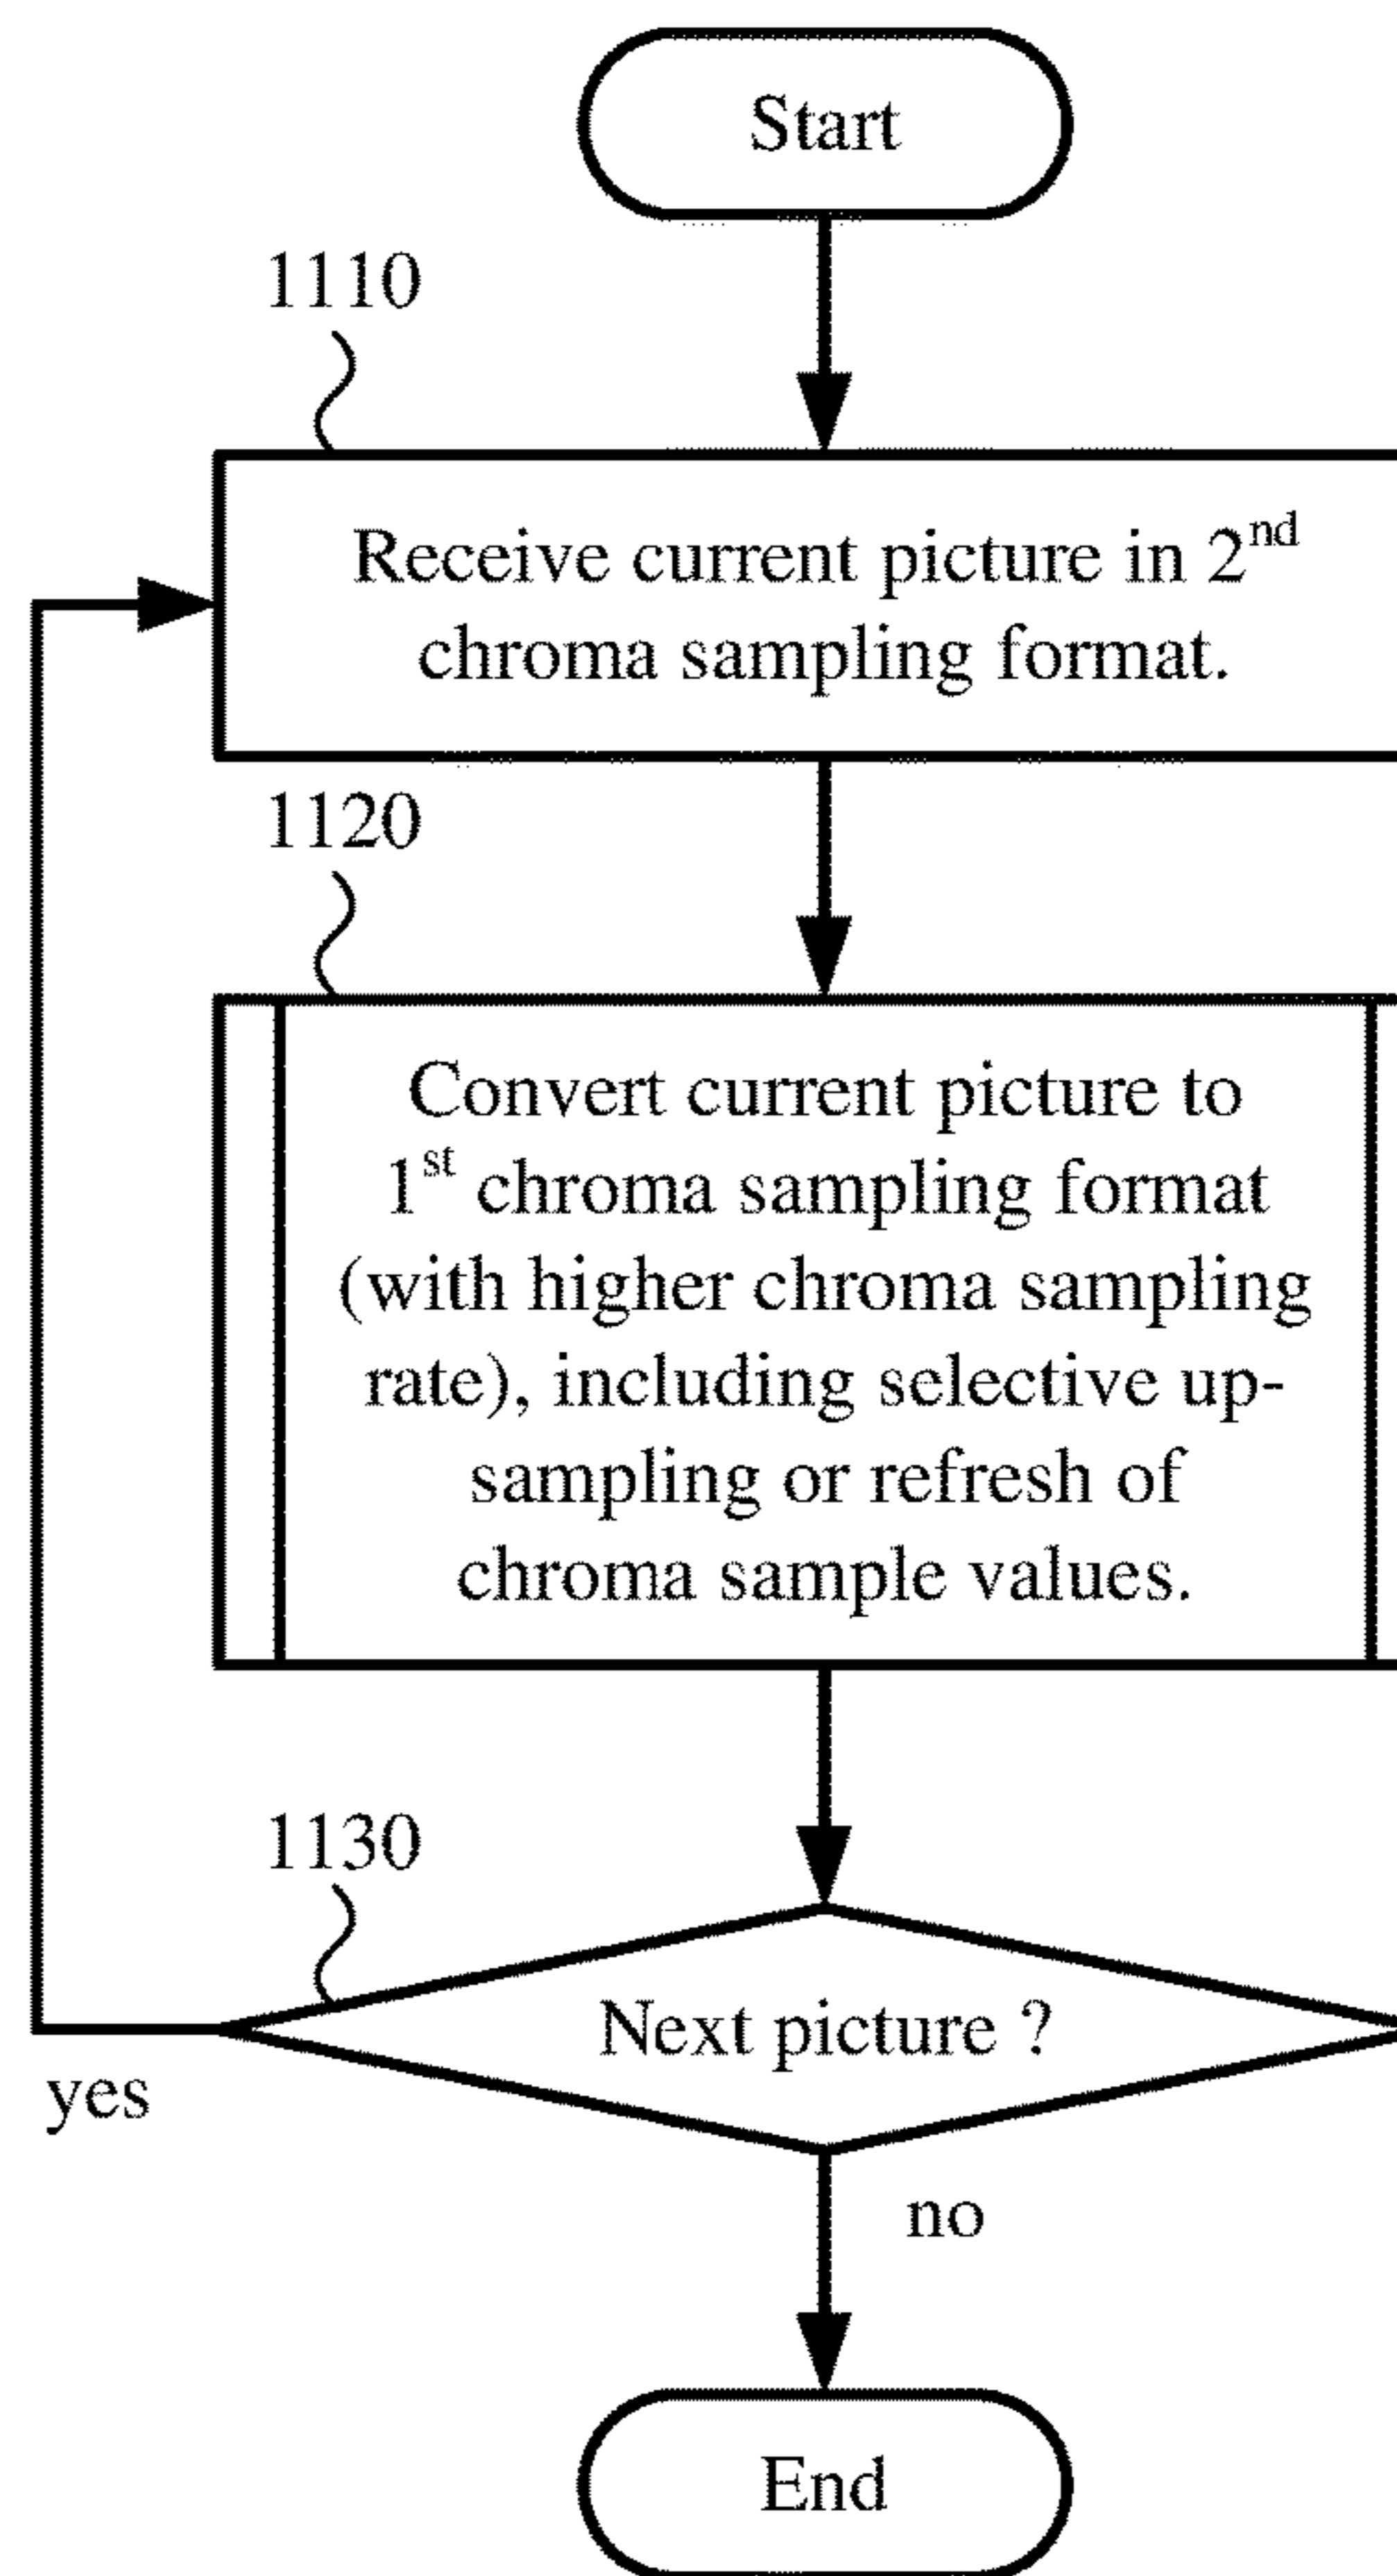 Start
1110
Receive current picture in 2nd
chroma sampling format.
1120
Convert current picture to
1st chroma sampling format
(with higher chroma sampling
rate), including selective up-
sampling or refresh of
chroma sample values.
1130
Next picture ?
yes
no
End